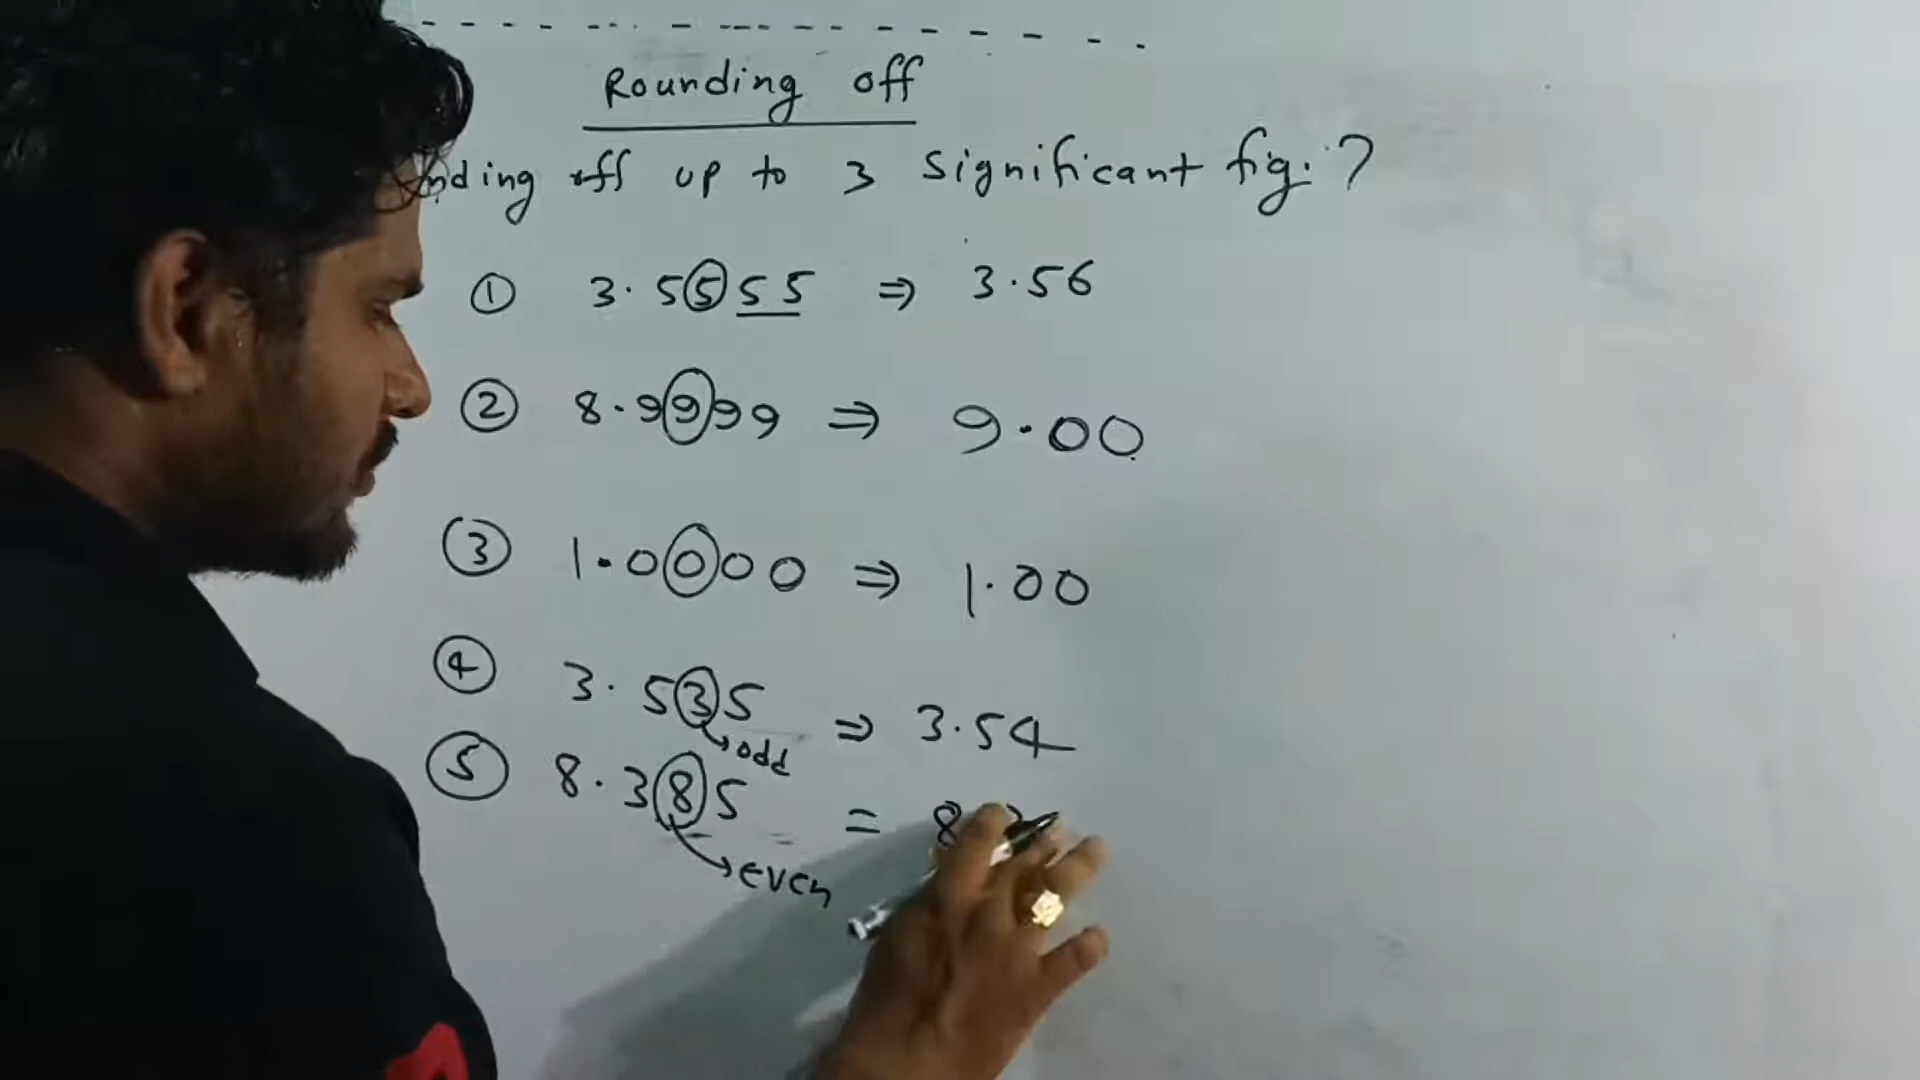 Rounding off
nding off up to 3 significant fig. ?
① 3.5555 ⇒ 3.56
② 8.9999 ⇒ 9.00
③ 1.0000 ⇒ 1.00
④ 3.535 ⇒ 3.54
odd
⑤ 8.385 = 8
even